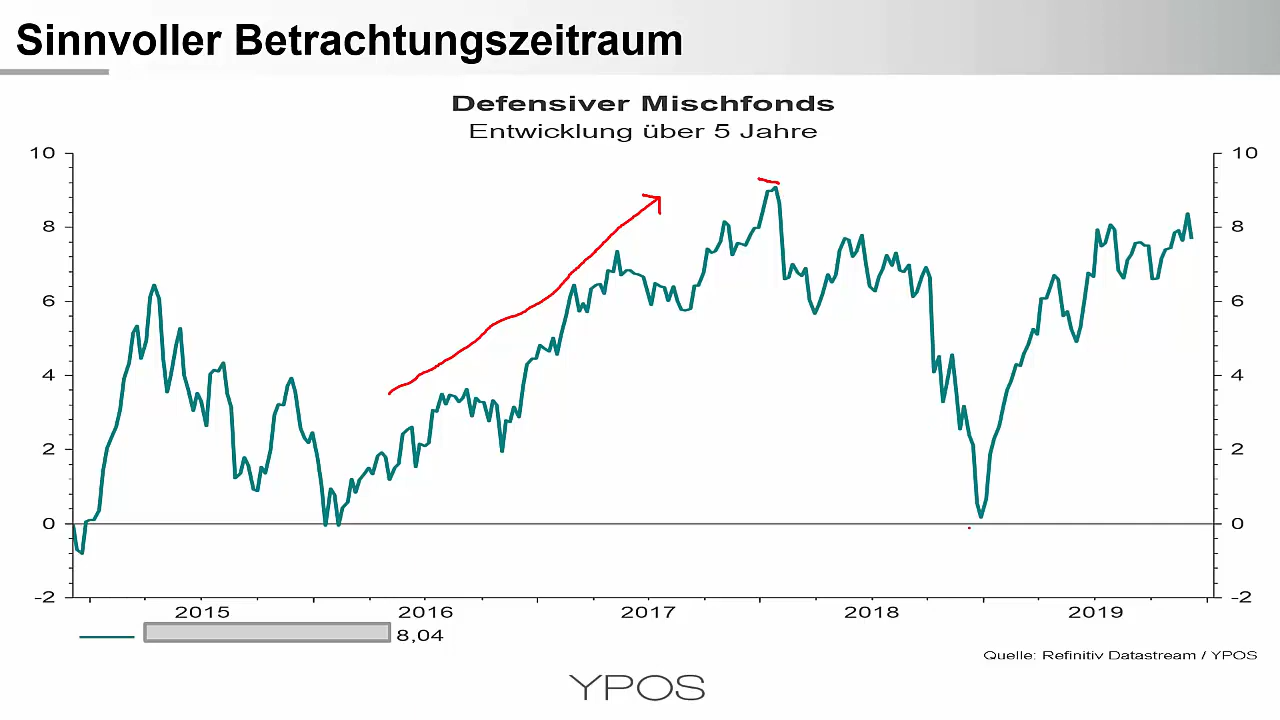 Sinnvoller Betrachtungszeitraum
Defensiver Mischfonds
Entwicklung über 5 Jahre
10 10
8 8
6 6
4 4
2 2
0 0
-2 -2
2015 2016 2017 2018 2019
8,04
Quelle: Refinitiv Datastream / YPOS
YPOS